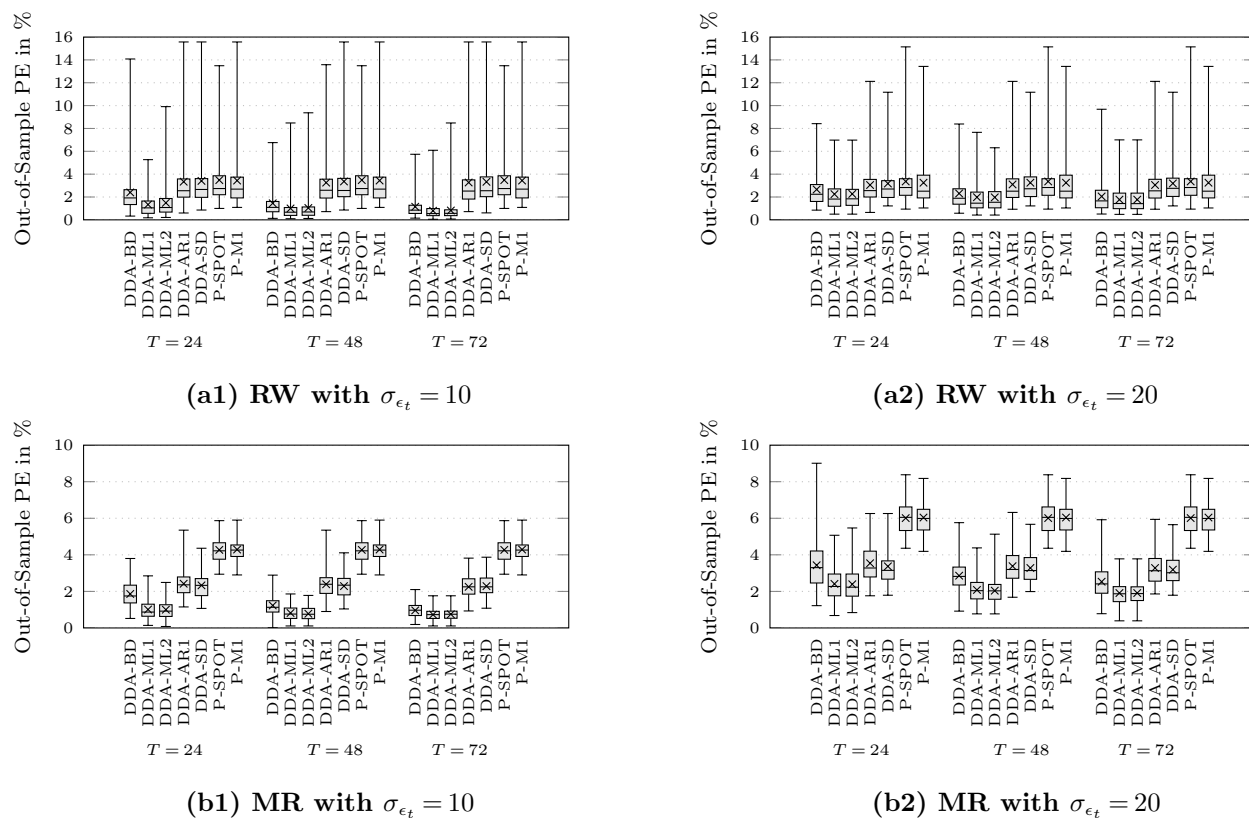 Out-of-Sample PE in %
16
14
12
10
8
6
4
2
0
DDA-BD
DDA-ML1
DDA-ML2
DDA-AR1
DDA-SD
P-SPOT
P-M1
DDA-BD
DDA-ML1
DDA-ML2
DDA-AR1
DDA-SD
P-SPOT
P-M1
DDA-BD
DDA-ML1
DDA-ML2
DDA-AR1
DDA-SD
P-SPOT
P-M1
T = 24
T = 48
T = 72
(a1) RW with σ_{ϵ_t} = 10
Out-of-Sample PE in %
16
14
12
10
8
6
4
2
0
DDA-BD
DDA-ML1
DDA-ML2
DDA-AR1
DDA-SD
P-SPOT
P-M1
DDA-BD
DDA-ML1
DDA-ML2
DDA-AR1
DDA-SD
P-SPOT
P-M1
DDA-BD
DDA-ML1
DDA-ML2
DDA-AR1
DDA-SD
P-SPOT
P-M1
T = 24
T = 48
T = 72
(a2) RW with σ_{ϵ_t} = 20
Out-of-Sample PE in %
10
8
6
4
2
0
DDA-BD
DDA-ML1
DDA-ML2
DDA-AR1
DDA-SD
P-SPOT
P-M1
DDA-BD
DDA-ML1
DDA-ML2
DDA-AR1
DDA-SD
P-SPOT
P-M1
DDA-BD
DDA-ML1
DDA-ML2
DDA-AR1
DDA-SD
P-SPOT
P-M1
T = 24
T = 48
T = 72
(b1) MR with σ_{ϵ_t} = 10
Out-of-Sample PE in %
10
8
6
4
2
0
DDA-BD
DDA-ML1
DDA-ML2
DDA-AR1
DDA-SD
P-SPOT
P-M1
DDA-BD
DDA-ML1
DDA-ML2
DDA-AR1
DDA-SD
P-SPOT
P-M1
DDA-BD
DDA-ML1
DDA-ML2
DDA-AR1
DDA-SD
P-SPOT
P-M1
T = 24
T = 48
T = 72
(b2) MR with σ_{ϵ_t} = 20